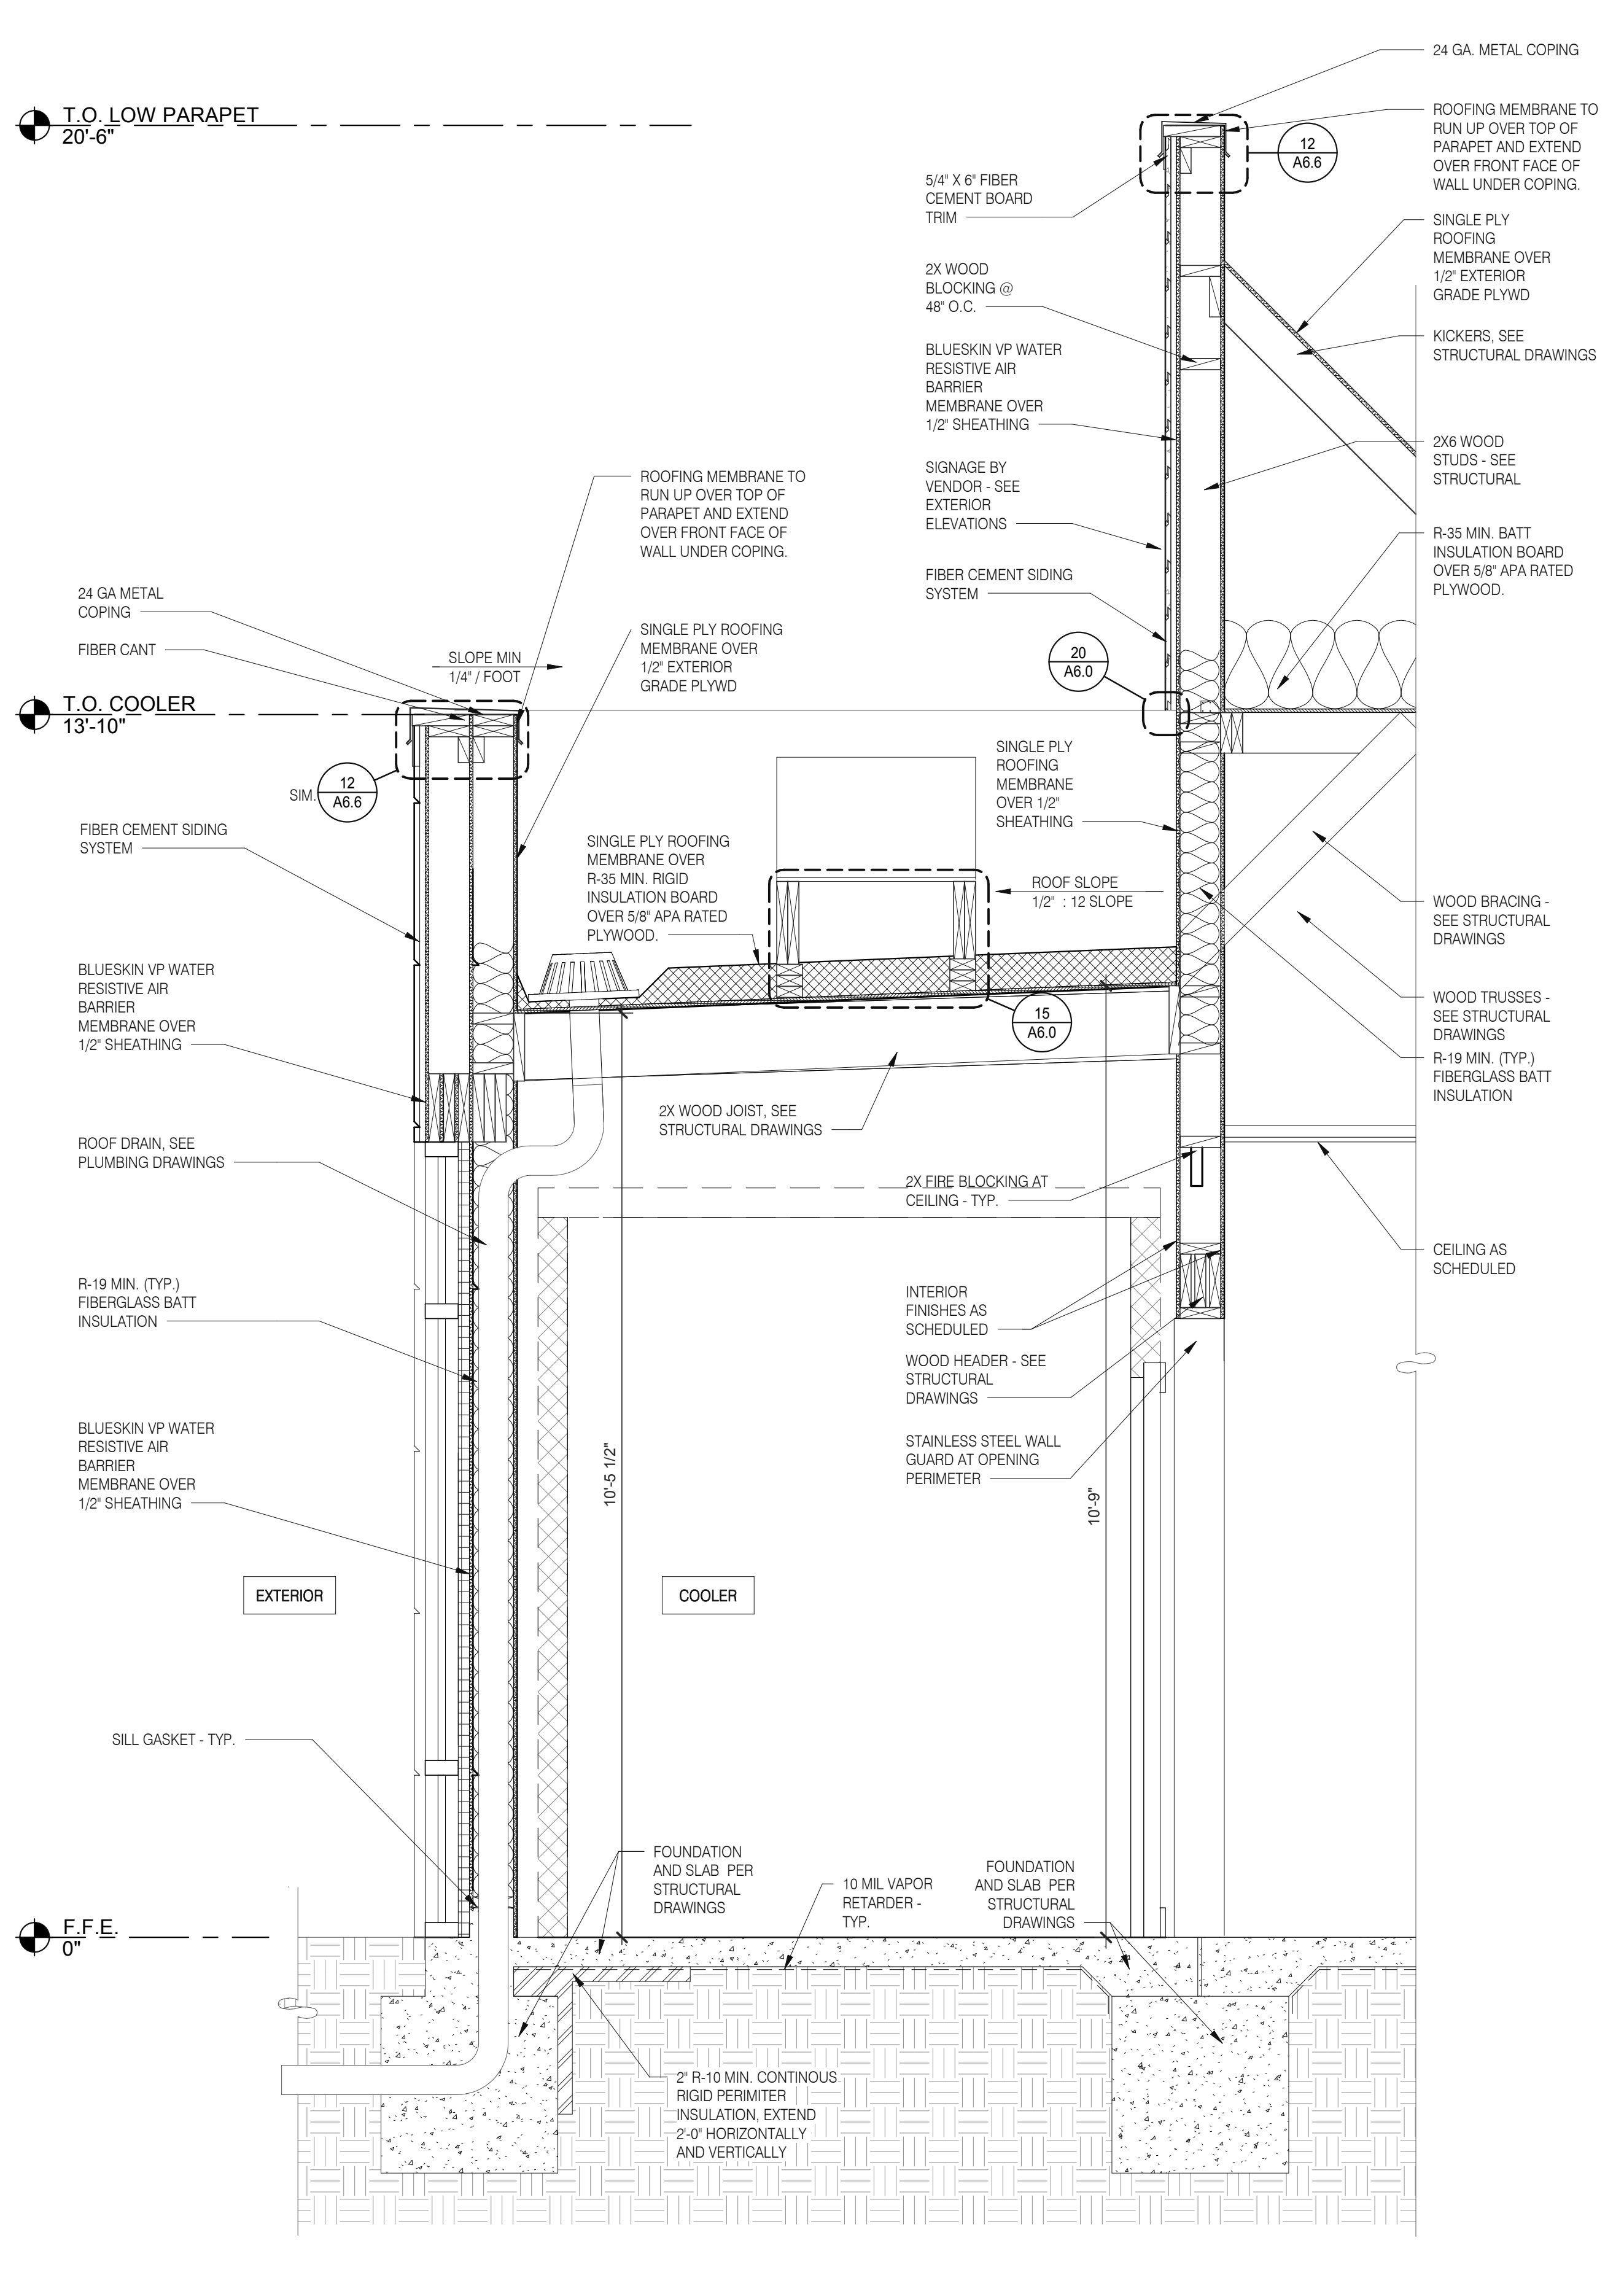 24 GA. METAL COPING
T.O. LOW PARAPET
20'-6"
ROOFING MEMBRANE TO
RUN UP OVER TOP OF
PARAPET AND EXTEND
OVER FRONT FACE OF
WALL UNDER COPING.
12
A6.6
5/4" X 6" FIBER
CEMENT BOARD
TRIM
SINGLE PLY
ROOFING
MEMBRANE OVER
1/2" EXTERIOR
GRADE PLYWD
2X WOOD
BLOCKING @
48" O.C.
KICKERS, SEE
STRUCTURAL DRAWINGS
BLUESKIN VP WATER
RESISTIVE AIR
BARRIER
MEMBRANE OVER
1/2" SHEATHING
2X6 WOOD
STUDS - SEE
STRUCTURAL
SIGNAGE BY
VENDOR - SEE
EXTERIOR
ELEVATIONS
ROOFING MEMBRANE TO
RUN UP OVER TOP OF
PARAPET AND EXTEND
OVER FRONT FACE OF
WALL UNDER COPING.
R-35 MIN. BATT
INSULATION BOARD
OVER 5/8" APA RATED
PLYWOOD.
FIBER CEMENT SIDING
SYSTEM
24 GA METAL
COPING
FIBER CANT
SLOPE MIN
1/4" / FOOT
SINGLE PLY ROOFING
MEMBRANE OVER
1/2" EXTERIOR
GRADE PLYWD
20
A6.0
T.O. COOLER
13'-10"
SIM.
12
A6.6
SINGLE PLY
ROOFING
MEMBRANE
OVER 1/2"
SHEATHING
FIBER CEMENT SIDING
SYSTEM
SINGLE PLY ROOFING
MEMBRANE OVER
R-35 MIN. RIGID
INSULATION BOARD
OVER 5/8" APA RATED
PLYWOOD.
ROOF SLOPE
1/2" : 12 SLOPE
WOOD BRACING -
SEE STRUCTURAL
DRAWINGS
BLUESKIN VP WATER
RESISTIVE AIR
BARRIER
MEMBRANE OVER
1/2" SHEATHING
15
A6.0
WOOD TRUSSES -
SEE STRUCTURAL
DRAWINGS
R-19 MIN. (TYP.)
FIBERGLASS BATT
INSULATION
2X WOOD JOIST, SEE
STRUCTURAL DRAWINGS
ROOF DRAIN, SEE
PLUMBING DRAWINGS
2X FIRE BLOCKING AT
CEILING - TYP.
CEILING AS
SCHEDULED
R-19 MIN. (TYP.)
FIBERGLASS BATT
INSULATION
INTERIOR
FINISHES AS
SCHEDULED
WOOD HEADER - SEE
STRUCTURAL
DRAWINGS
BLUESKIN VP WATER
RESISTIVE AIR
BARRIER
MEMBRANE OVER
1/2" SHEATHING
STAINLESS STEEL WALL
GUARD AT OPENING
PERIMETER
10'-5 1/2"
10'-9"
EXTERIOR
COOLER
SILL GASKET - TYP.
FOUNDATION
AND SLAB PER
STRUCTURAL
DRAWINGS
10 MIL VAPOR
RETARDER -
TYP.
FOUNDATION
AND SLAB PER
STRUCTURAL
DRAWINGS
F.F.E.
0"
2" R-10 MIN. CONTINOUS
RIGID PERIMITER
INSULATION, EXTEND
2'-0" HORIZONTALLY
AND VERTICALLY